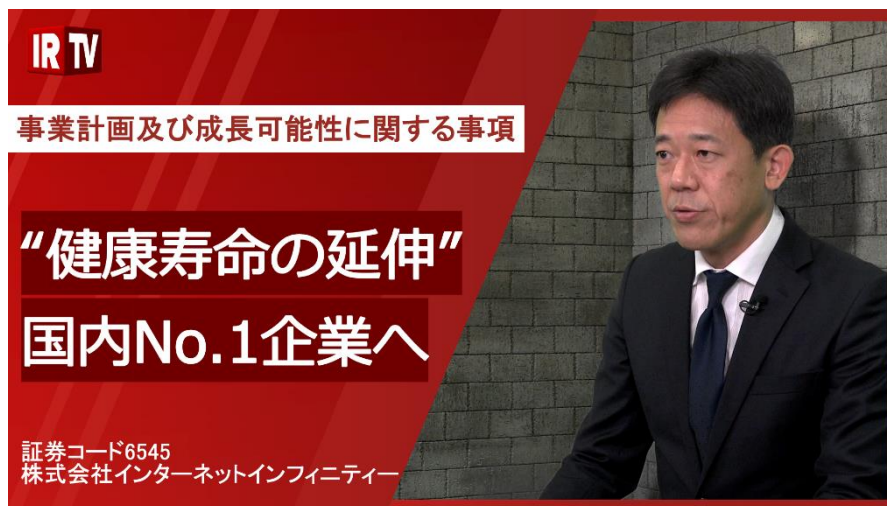 IR TV
事業計画及び成長可能性に関する事項
“健康寿命の延伸”
国内No.1企業へ
証券コード6545
株式会社インターネットインフィニティー